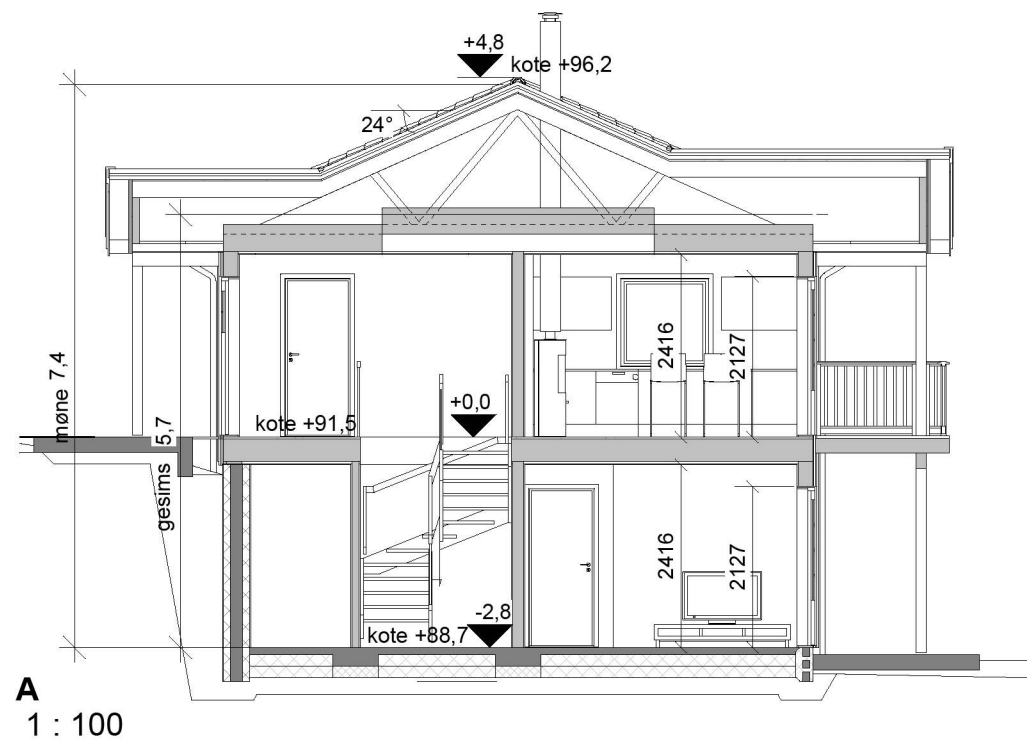 +4,8
kote +96,2
24°
møne 7,4
gesims 5,7
2416
2127
+0,0
kote +91,5
2416
2127
-2,8
kote +88,7
A
1 : 100